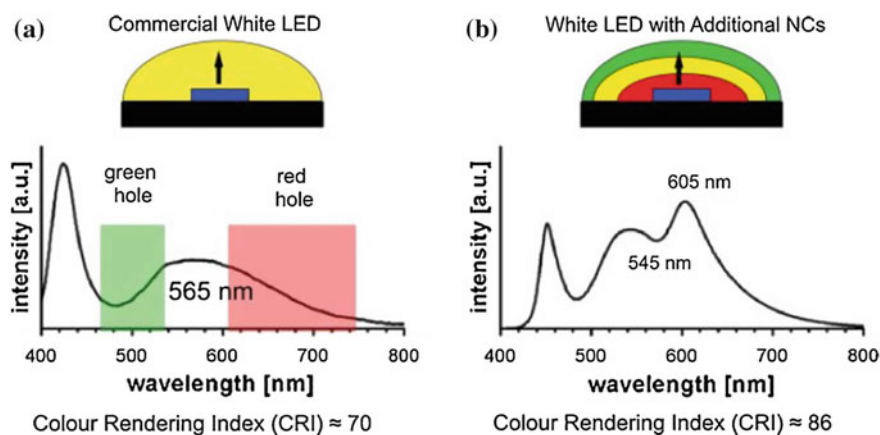 (a) Commercial White LED
intensity [a.u.]
green
hole
red
hole
565 nm
400 500 600 700 800
wavelength [nm]
Colour Rendering Index (CRI) ≈ 70
(b) White LED with Additional NCs
intensity [a.u.]
605 nm
545 nm
400 500 600 700 800
wavelength [nm]
Colour Rendering Index (CRI) ≈ 86